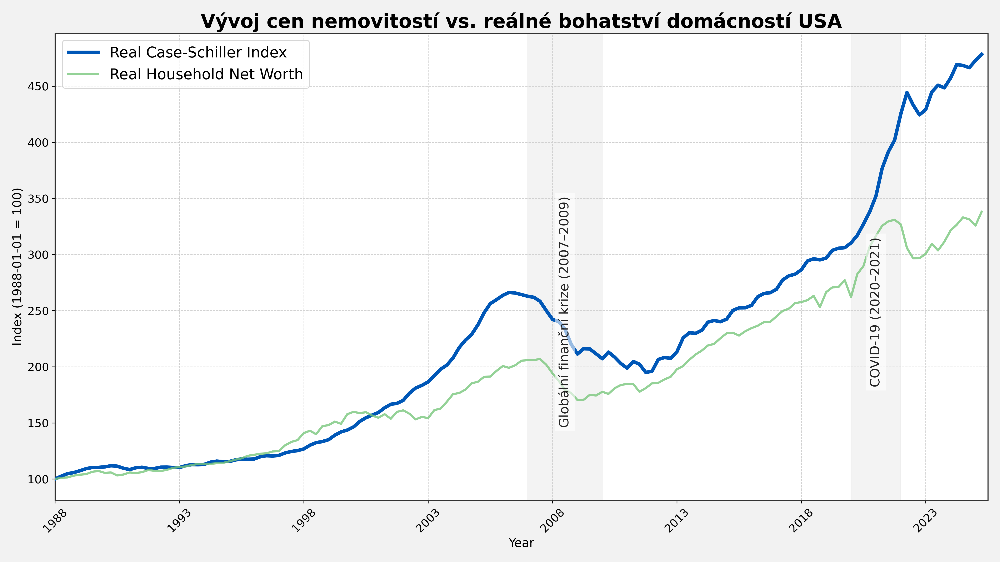 Vývoj cen nemovitostí vs. reálné bohatství domácností USA
Real Case-Schiller Index
Real Household Net Worth
Index (1988-01-01 = 100)
450
400
350
300
250
200
150
100
Globální finanční krize (2007–2009)
COVID-19 (2020–2021)
1988
1993
1998
2003
2008
2013
2018
2023
Year